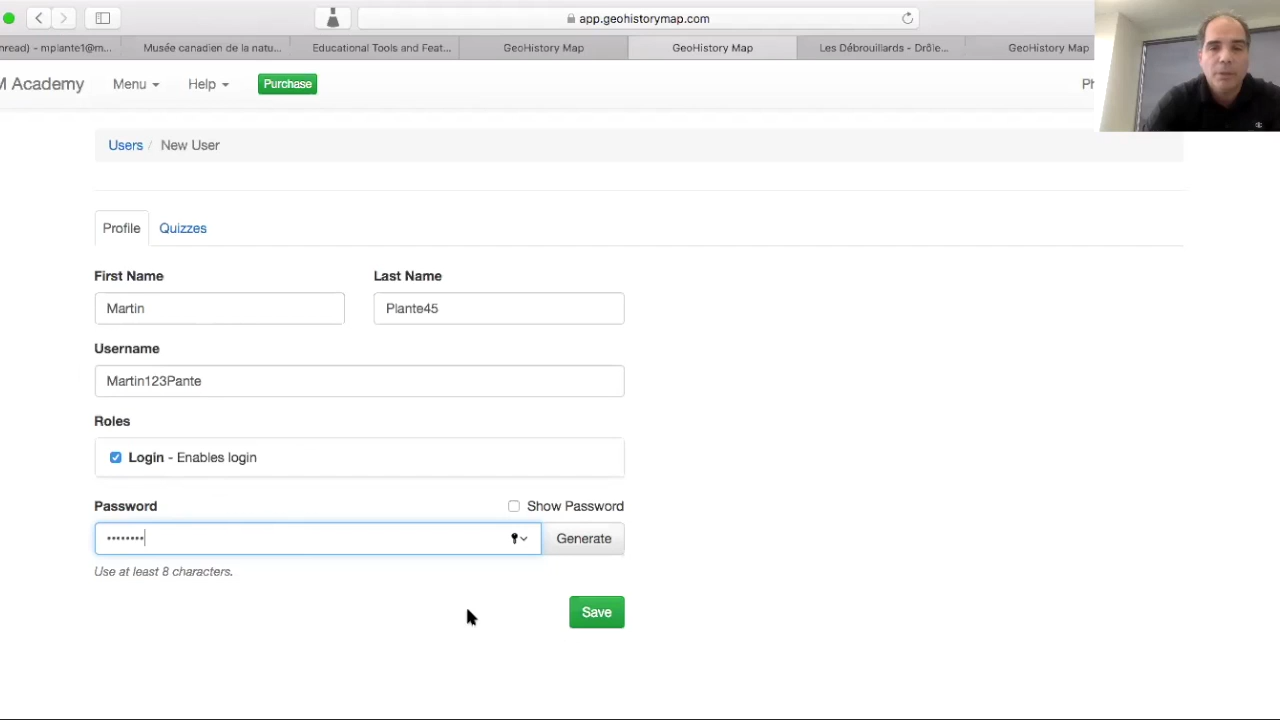 app.geohistorymap.com
nread) - mplante1@m... Musée canadien de la natu... Educational Tools and Feat... GeoHistory Map GeoHistory Map Les Débrouillards - Drôle... GeoHistory Map
M Academy Menu Help Purchase Ph
Users / New User
Profile Quizzes
First Name Last Name
Martin Plante45
Username
Martin123Pante
Roles
Login - Enables login
Password Show Password
•••••••• Generate
Use at least 8 characters.
Save